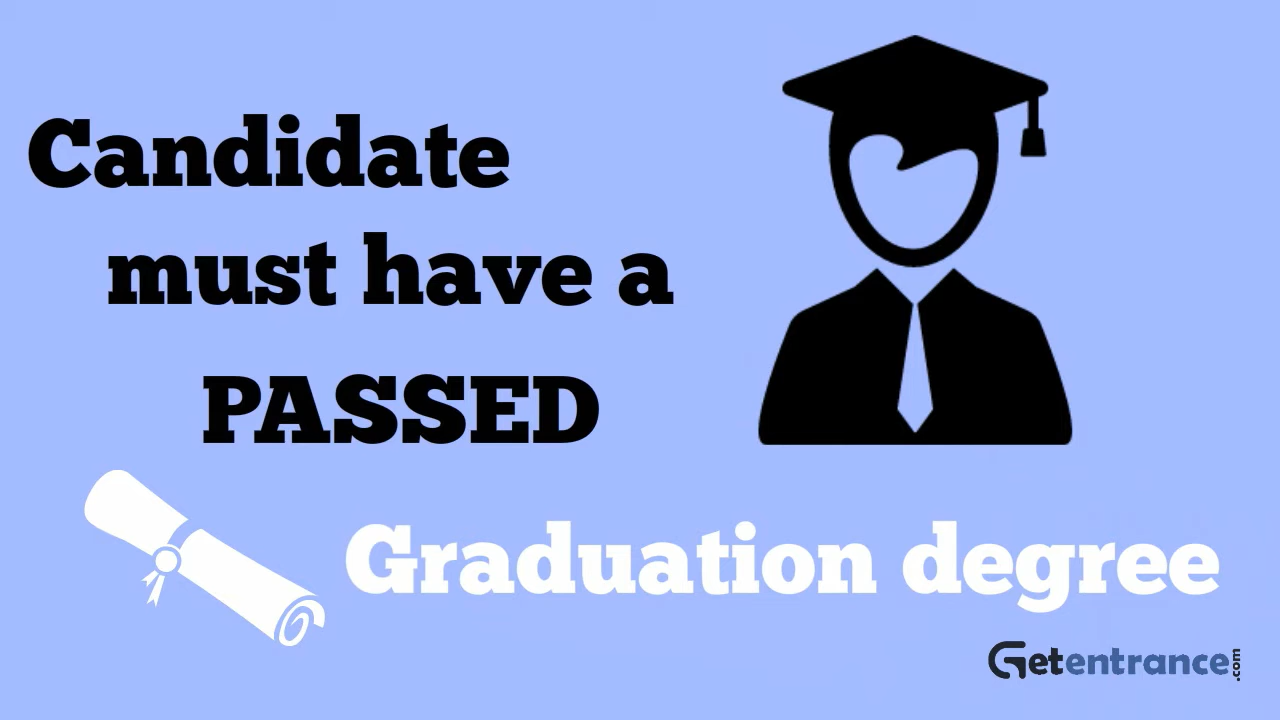 Candidate
must have a
PASSED
Graduation degree
Getentrance.com